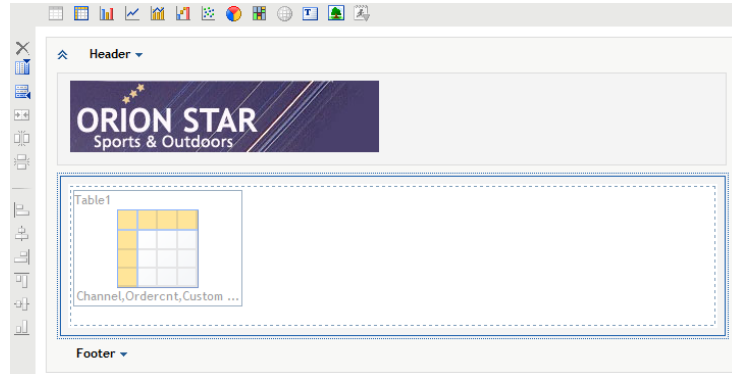 T
Header
ORION STAR
Sports & Outdoors
Table1
Channel,Ordercnt,Custom ...
Footer